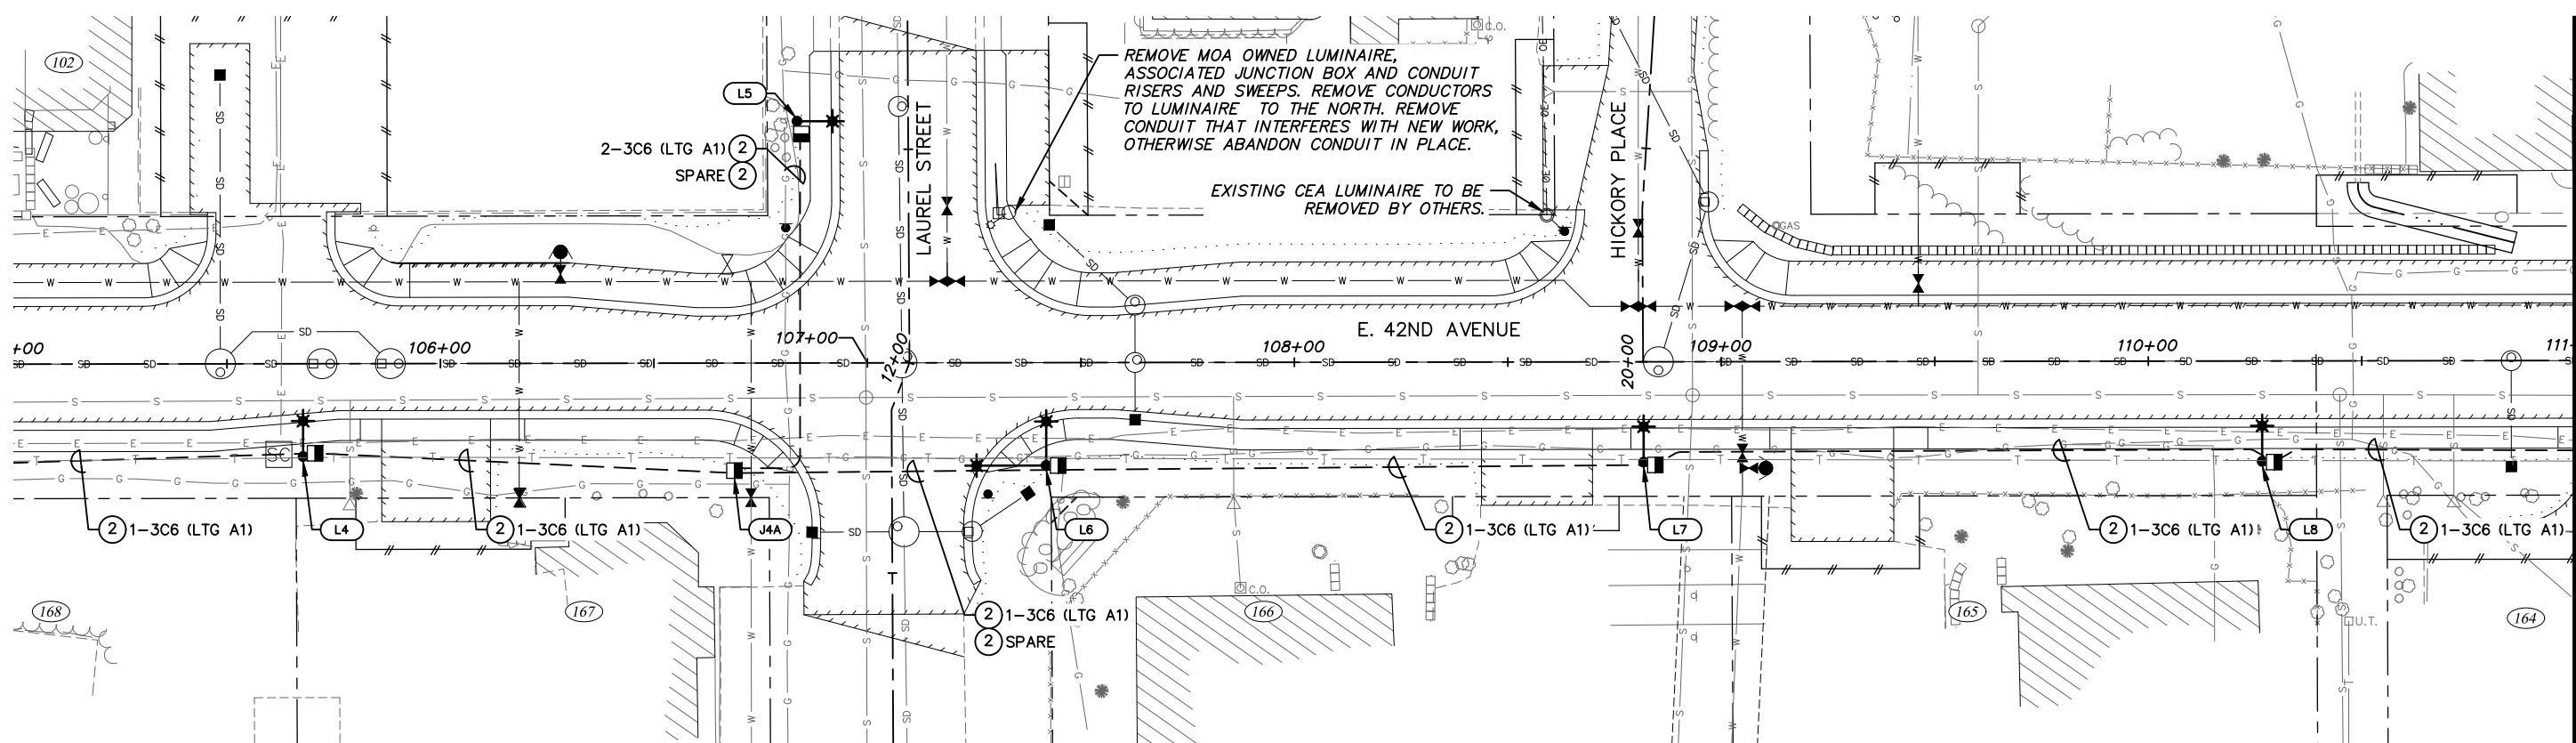 102
L5
2-3C6 (LTG A1) 2
SPARE 2
LAUREL STREET
REMOVE MOA OWNED LUMINAIRE,
ASSOCIATED JUNCTION BOX AND CONDUIT
RISERS AND SWEEPS. REMOVE CONDUCTORS
TO LUMINAIRE TO THE NORTH. REMOVE
CONDUIT THAT INTERFERES WITH NEW WORK,
OTHERWISE ABANDON CONDUIT IN PLACE.
EXISTING CEA LUMINAIRE TO BE
REMOVED BY OTHERS.
HICKORY PLACE
C.O.
GAS
E. 42ND AVENUE
+00
106+00
107+00
12+00
108+00
20+00
109+00
110+00
111+
SC
2 1-3C6 (LTG A1)
L4
2 1-3C6 (LTG A1)
J4A
L6
2 1-3C6 (LTG A1)
L7
2 1-3C6 (LTG A1)
L8
2 1-3C6 (LTG A1)
168
167
2 1-3C6 (LTG A1)
2 SPARE
C.O.
166
165
U.T.
164